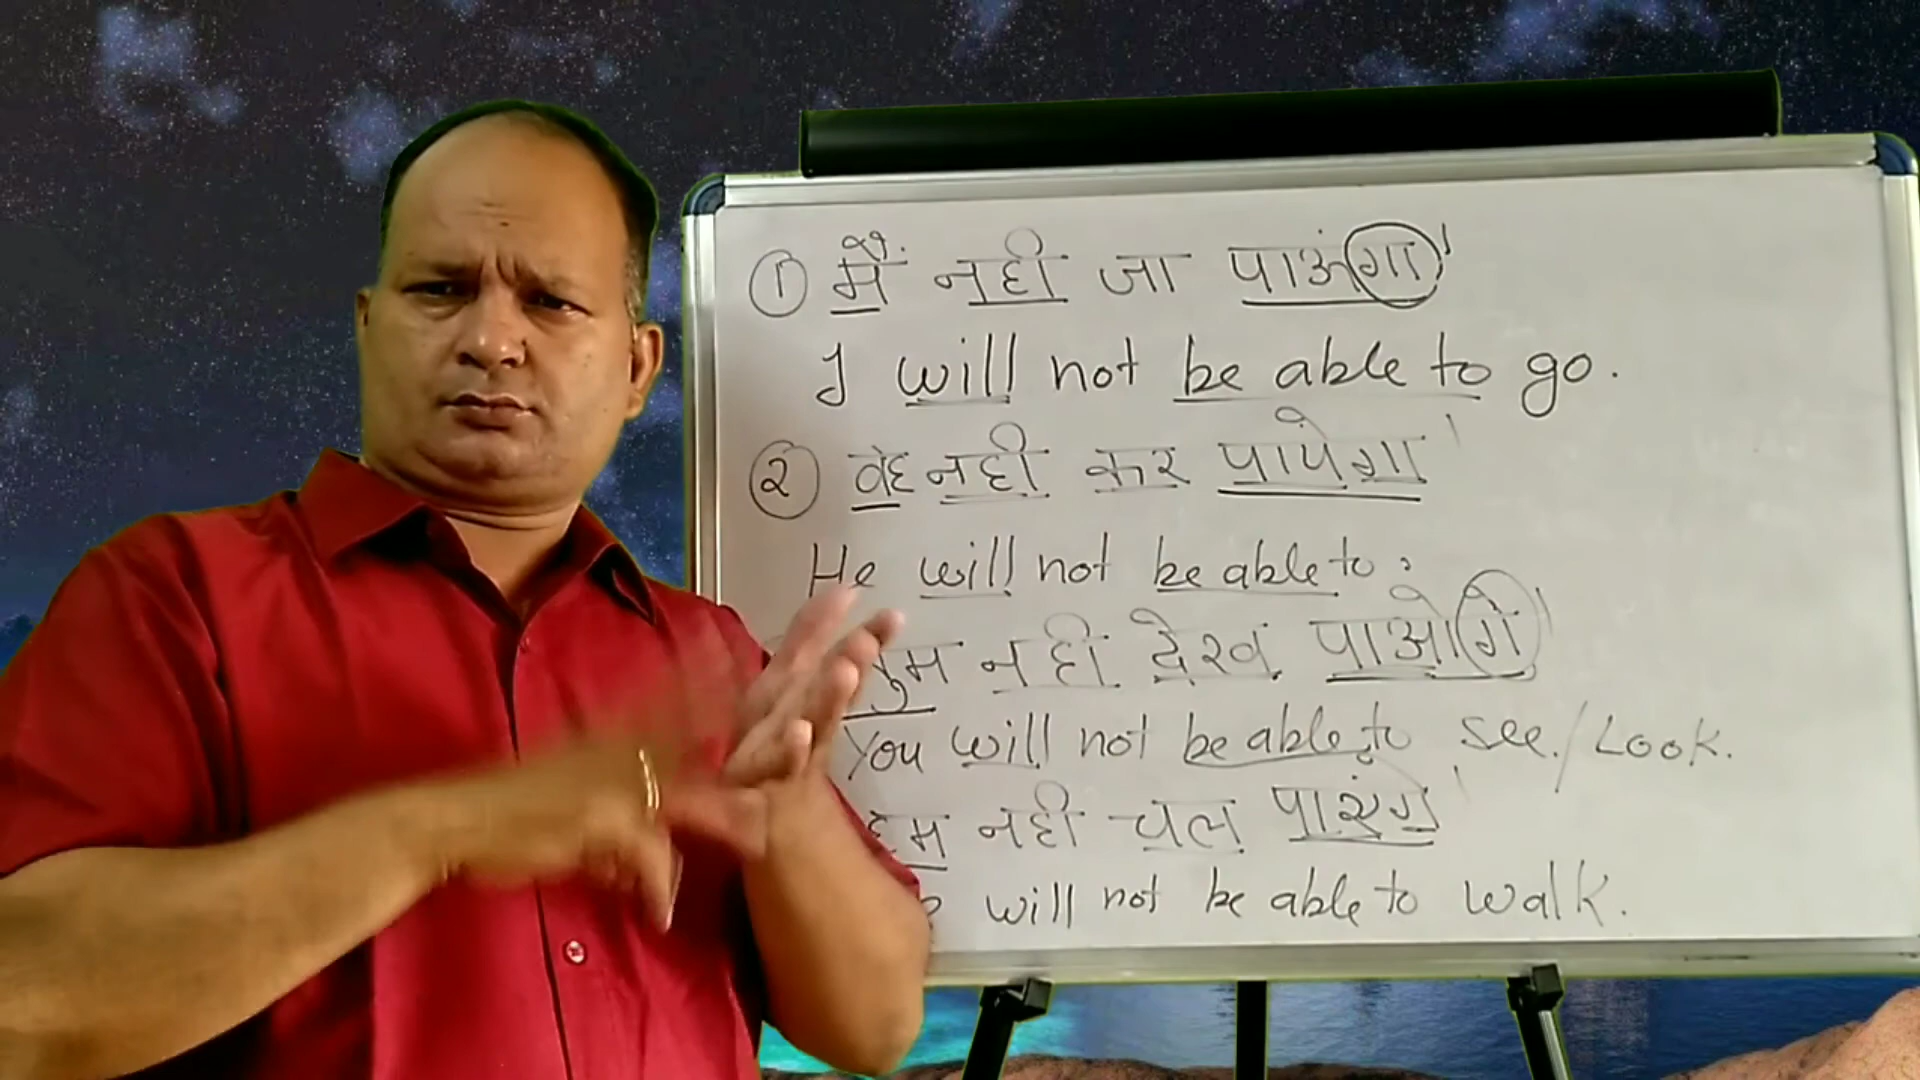 ① मैं नही जा पाऊंगा।
I will not be able to go.
② वह नही कर पायेगा।
He will not be able to.
तुम नही देख पाओगे।
You will not be able to see./Look.
हम नही चल पाएंगे।
will not be able to walk.